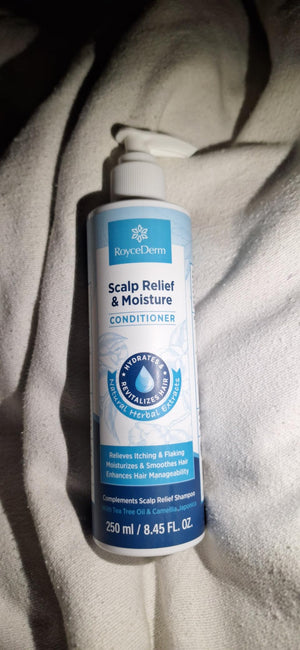 RoyceDerm
Scalp Relief
& Moisture
CONDITIONER
HYDRATES &
REVITALIZES HAIR
Natural Herbal Extracts
Relieves Itching & Flaking
Moisturizes & Smoothes Hair
Enhances Hair Manageability
Complements Scalp Relief Shampoo
With Tea Tree Oil & Camellia Japonica
250 ml / 8.45 FL. OZ.